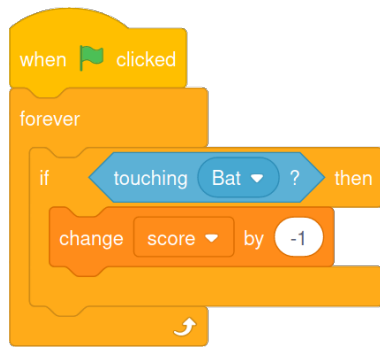 when clicked
forever
if touching Bat ? then
change score by -1